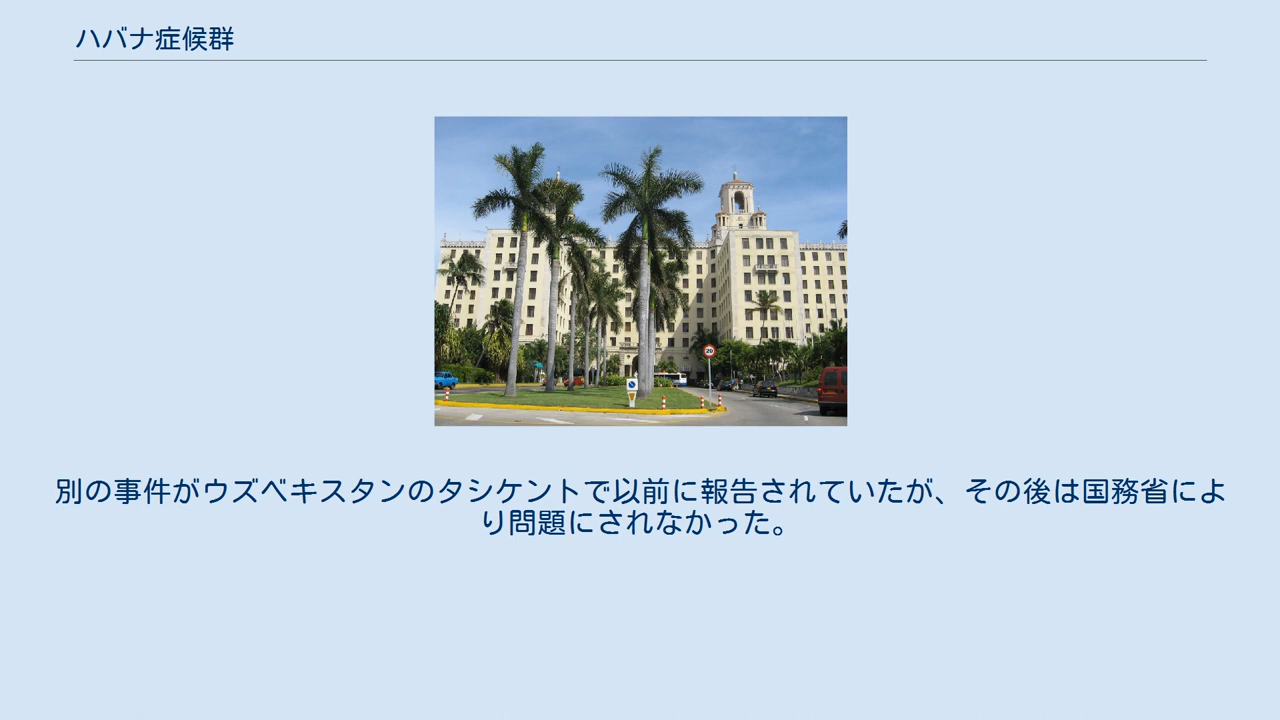 ハバナ症候群
20
別の事件がウズベキスタンのタシケントで以前に報告されていたが、その後は国務省によ
り問題にされなかった。